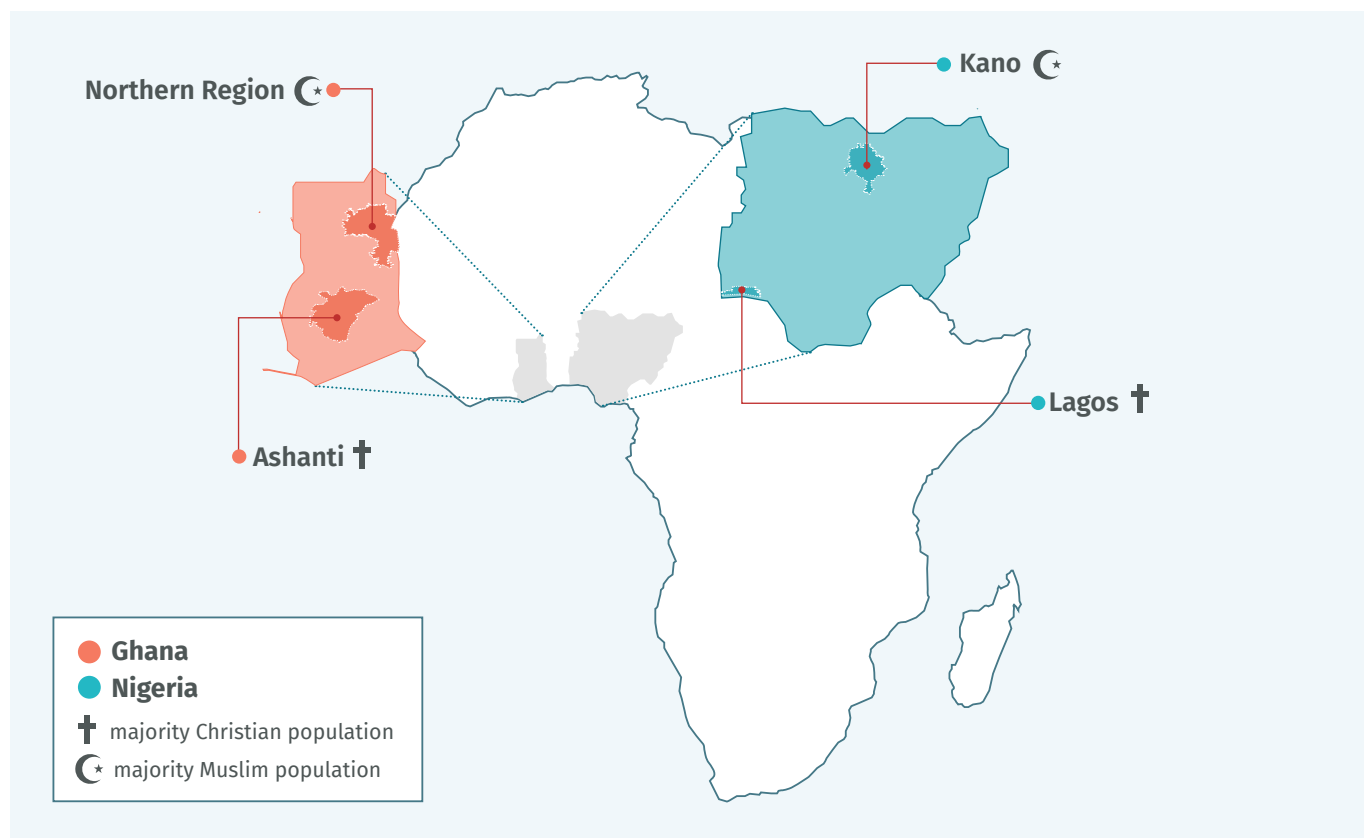 Kano
Northern Region
Lagos
Ashanti
Ghana
Nigeria
majority Christian population
majority Muslim population